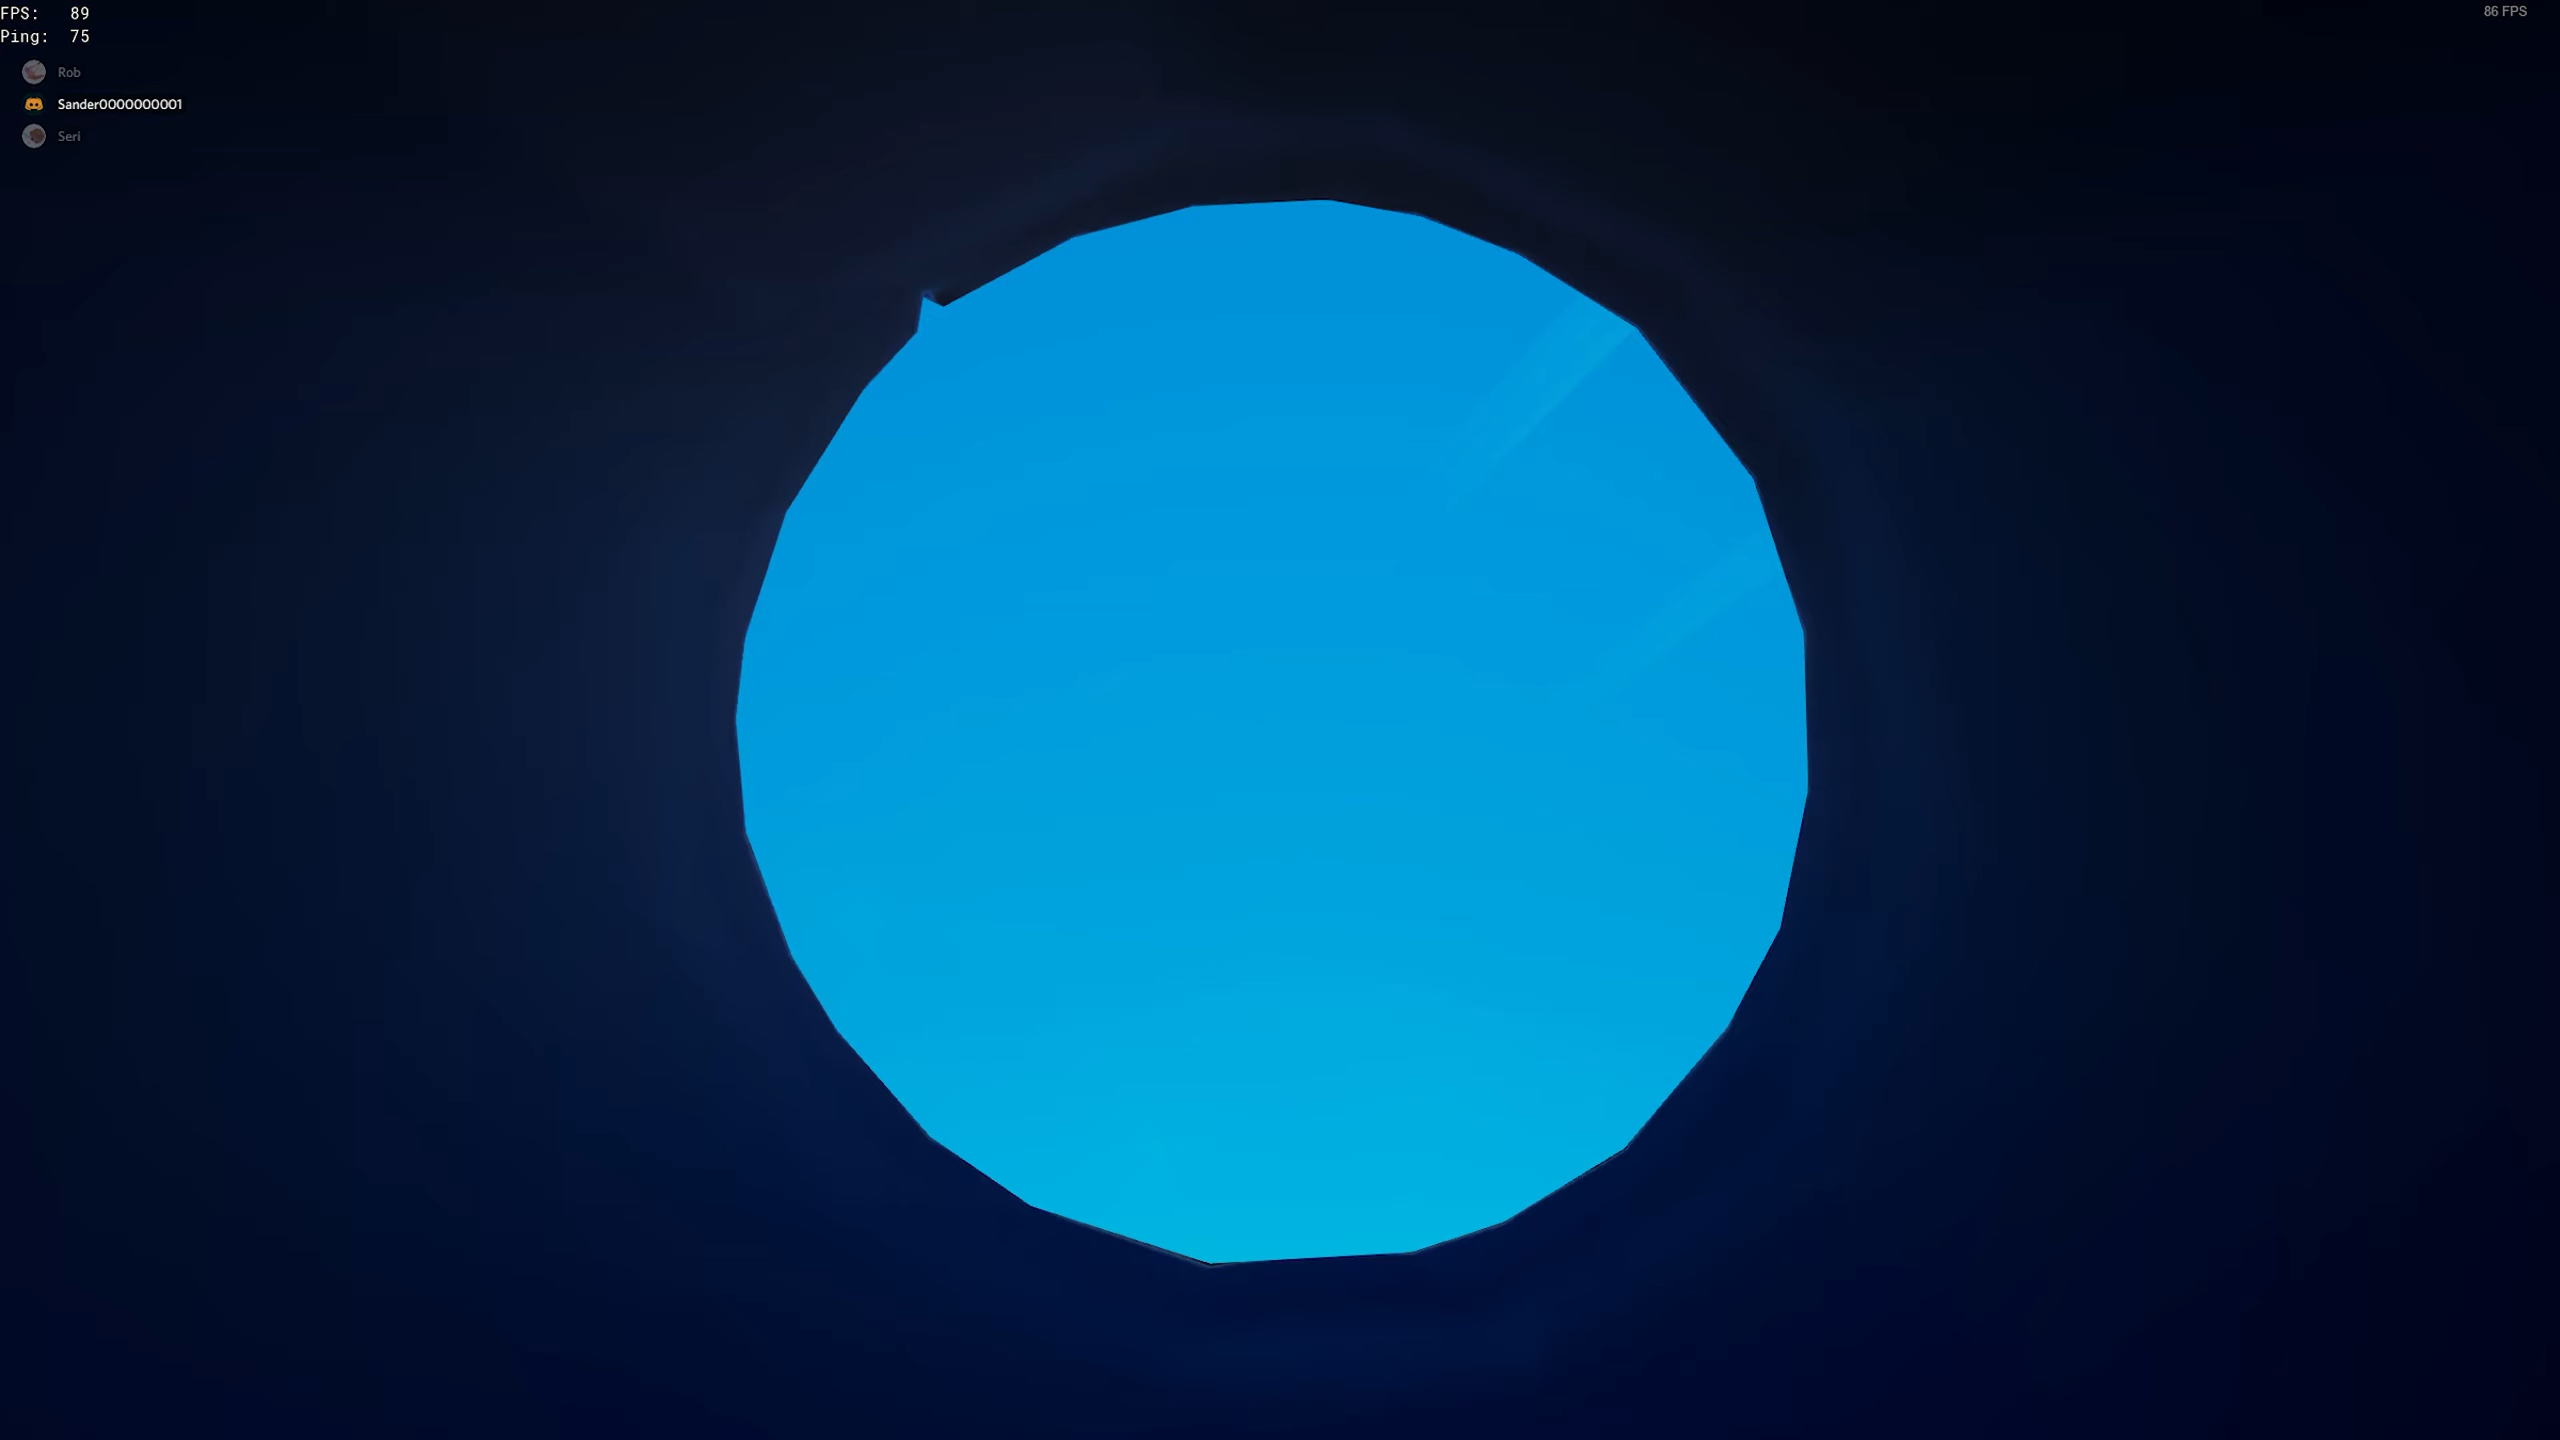 FPS: 89
86 FPS
Ping: 75
Rob
Sander0000000001
Seri